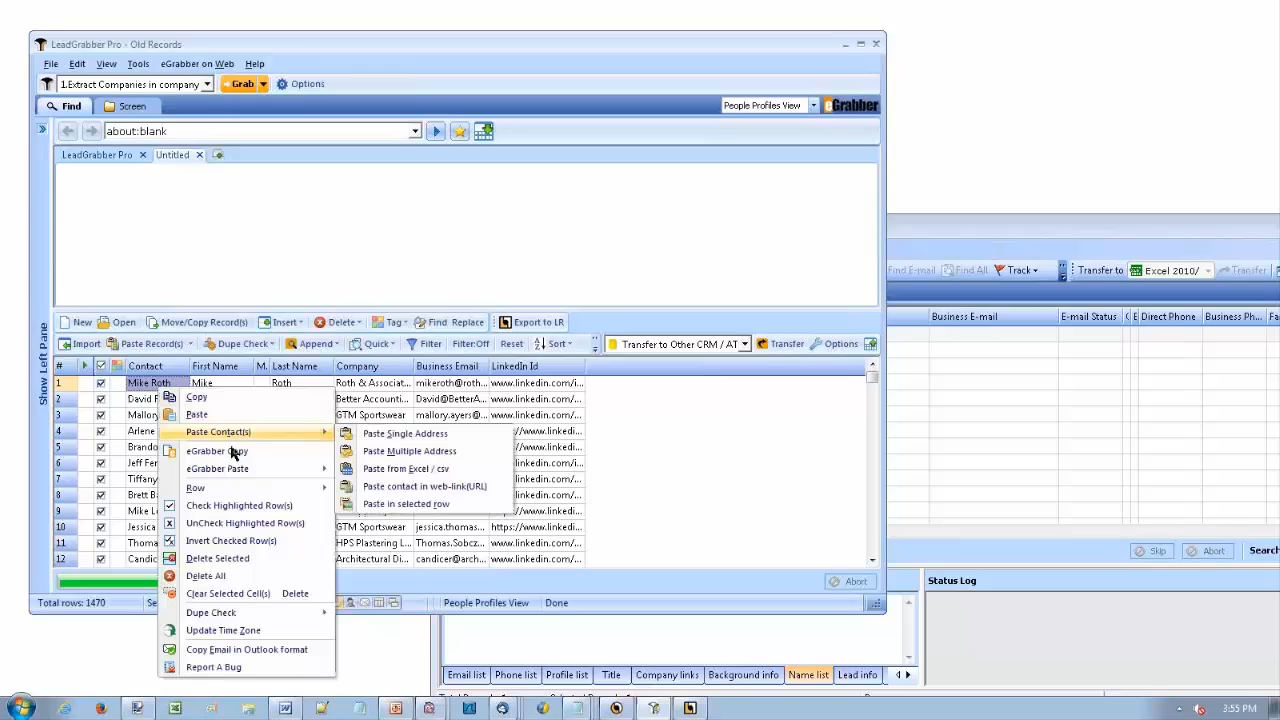 LeadGrabber Pro - Old Records
File Edit View Tools eGrabber on Web Help
1.Extract Companies in company Grab Options
Find Screen People Profiles View eGrabber
about:blank
LeadGrabber Pro Untitled
Show Left Pane
Find E-mail Find All Track Transfer to Excel 2010/ Transfer
Business E-mail E-mail Status Direct Phone Business Ph...
New Open Move/Copy Record(s) Insert Delete Tag Find Replace Export to LR
Import Paste Record(s) Dupe Check Append Quick Filter Filter:Off Reset Sort Transfer to Other CRM / AT Transfer Options
# Contact First Name M. Last Name Company Business Email LinkedIn Id
1 Mike Roth Mike Roth Roth & Associat... mikeroth@roth... www.linkedin.com/i...
2 David Better Accounti... David@BetterA... www.linkedin.com/i...
3 Mallory GTM Sportswear mallory.ayers@... www.linkedin.com/i...
4 Arlene
5 Brando
6 Jeff Fer
7 Tiffany
8 Brett B
9 Mike L
10 Jessica GTM Sportswear jessica.thomas... https://www.linkedi...
11 Thoma HPS Plastering L... Thomas.Sobcz... www.linkedin.com/i...
12 Candic Architectural Di... candicer@archit... www.linkedin.com/i...
Copy
Paste
Paste Contact(s)
eGrabber Copy
eGrabber Paste
Row
Check Highlighted Row(s)
UnCheck Highlighted Row(s)
Invert Checked Row(s)
Delete Selected
Delete All
Clear Selected Cell(s) Delete
Dupe Check
Update Time Zone
Copy Email in Outlook format
Report A Bug
Paste Single Address
Paste Multiple Address
Paste from Excel / csv
Paste contact in web-link(URL)
Paste in selected row
Skip Abort Search
Abort
Status Log
Total rows: 1470 People Profiles View Done
Email list Phone list Profile list Title Company links Background info Name list Lead info
3:55 PM